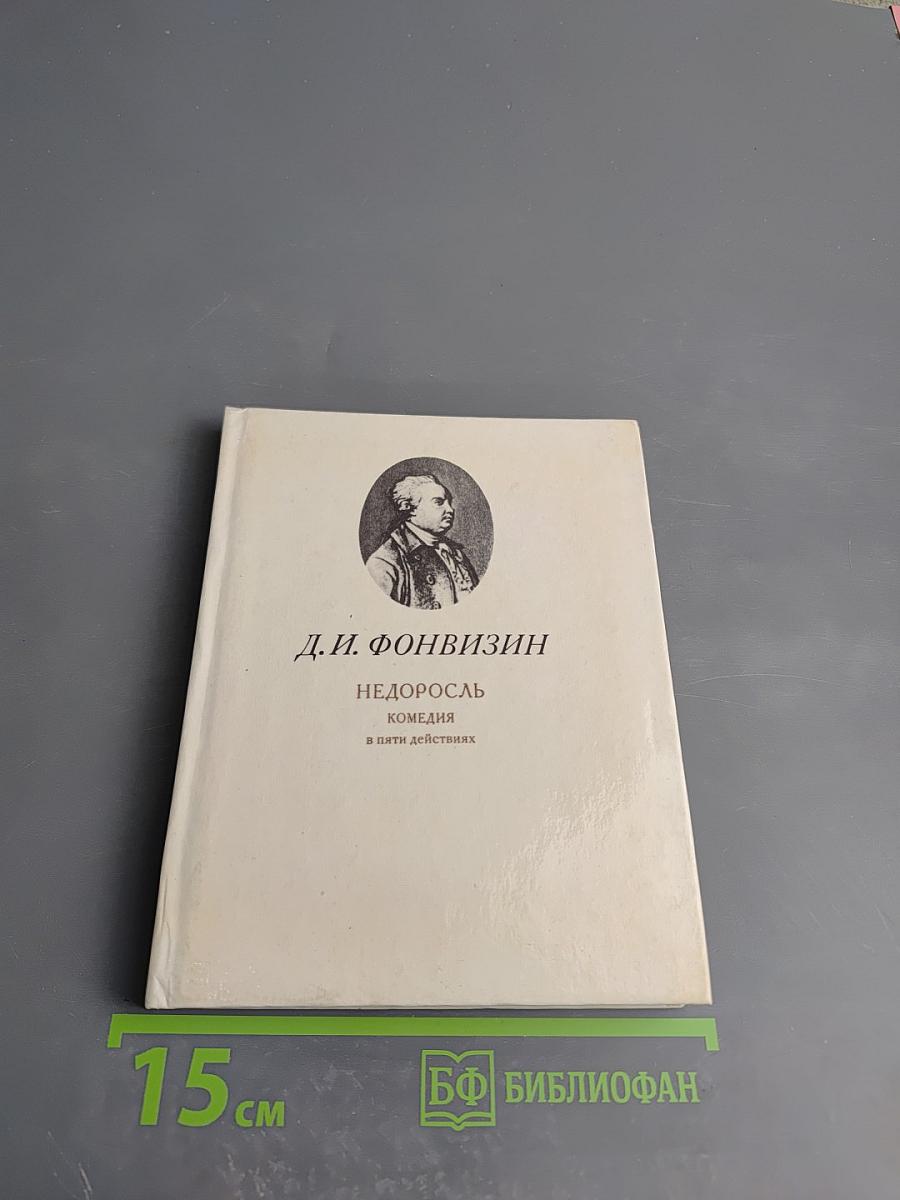 Д. И. ФОНВИЗИН
НЕДОРОСЛЬ
КОМЕДИЯ
в пяти действиях
15 см
БФ БИБЛИОФАН